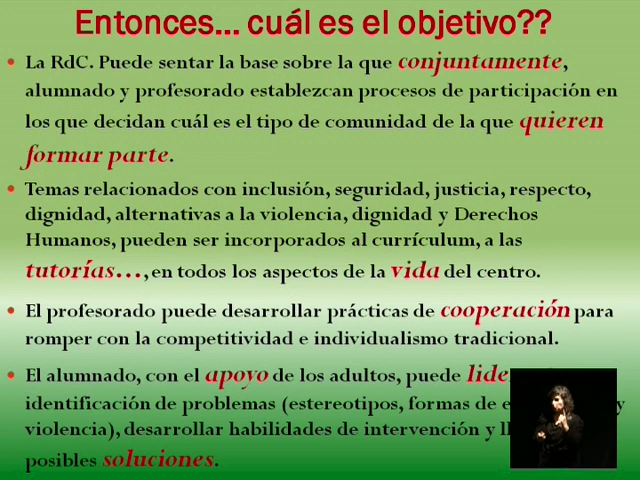 Entonces... cuál es el objetivo??
• La RdC. Puede sentar la base sobre la que conjuntamente,
alumnado y profesorado establezcan procesos de participación en
los que decidan cuál es el tipo de comunidad de la que quieren
formar parte.
• Temas relacionados con inclusión, seguridad, justicia, respecto,
dignidad, alternativas a la violencia, dignidad y Derechos
Humanos, pueden ser incorporados al currículum, a las
tutorías..., en todos los aspectos de la vida del centro.
• El profesorado puede desarrollar prácticas de cooperación para
romper con la competitividad e individualismo tradicional.
• El alumnado, con el apoyo de los adultos, puede
identificación de problemas (estereotipos, formas de y
violencia), desarrollar habilidades de intervención y
posibles soluciones.